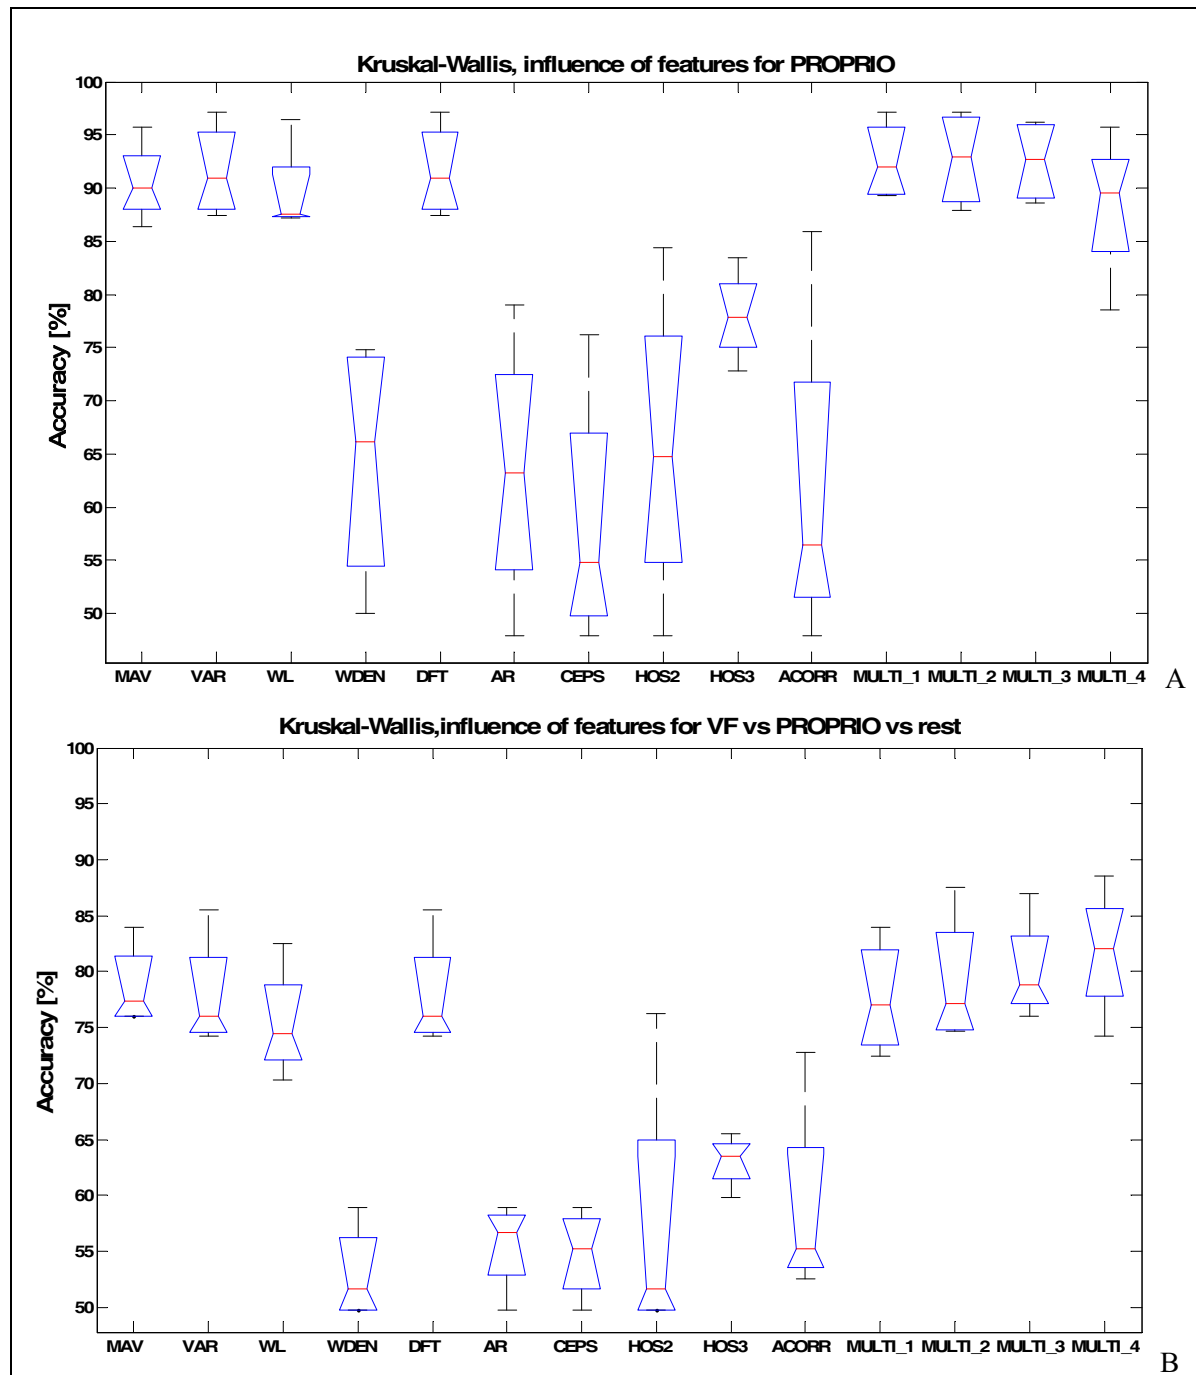 Kruskal-Wallis, influence of features for PROPRIO
100
95
90
85
80
75
70
65
60
55
50
Accuracy [%]
MAV VAR WL WDEN DFT AR CEPS HOS2 HOS3 ACORR MULTI_1 MULTI_2 MULTI_3 MULTI_4
A
Kruskal-Wallis,influence of features for VF vs PROPRIO vs rest
100
95
90
85
80
75
70
65
60
55
50
Accuracy [%]
MAV VAR WL WDEN DFT AR CEPS HOS2 HOS3 ACORR MULTI_1 MULTI_2 MULTI_3 MULTI_4
B